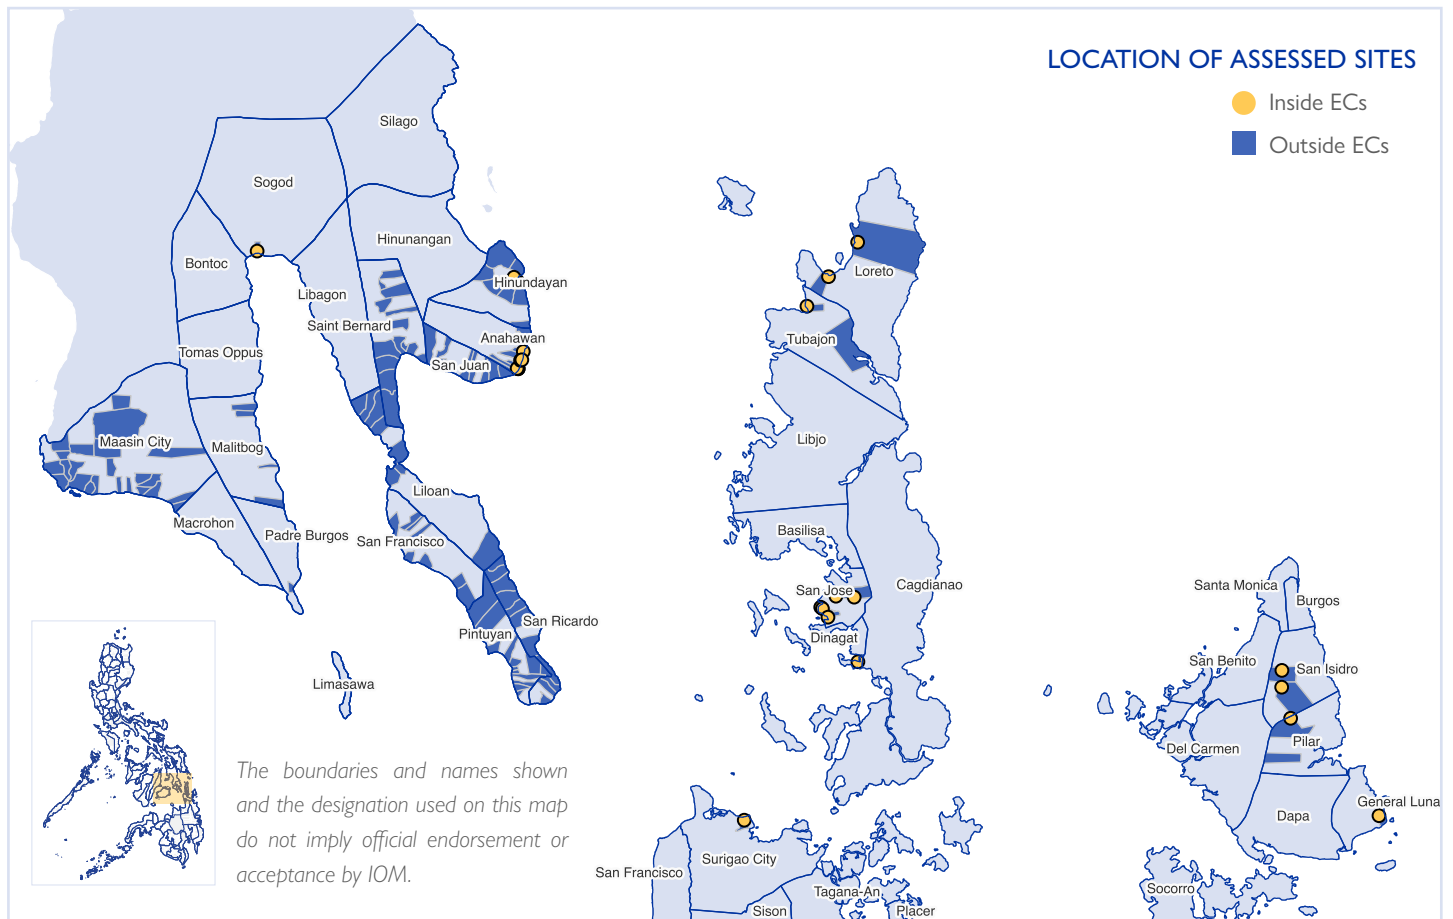 LOCATION OF ASSESSED SITES
Inside ECs
Outside ECs
Silago
Sogod
Hinunangan
Bontoc
Hinundayan
Libagon
Saint Bernard
Anahawan
Tomas Oppus
San Juan
Maasin City
Malitbog
Liloan
Macrohon
Padre Burgos
San Francisco
San Ricardo
Pintuyan
Limasawa
Loreto
Tubajon
Libjo
Basilisa
Cagdianao
San Jose
Dinagat
Santa Monica
Burgos
San Benito
San Isidro
Del Carmen
Pilar
General Luna
Dapa
Socorro
Surigao City
San Francisco
Tagana-An
Sison
Placer
The boundaries and names shown
and the designation used on this map
do not imply official endorsement or
acceptance by IOM.